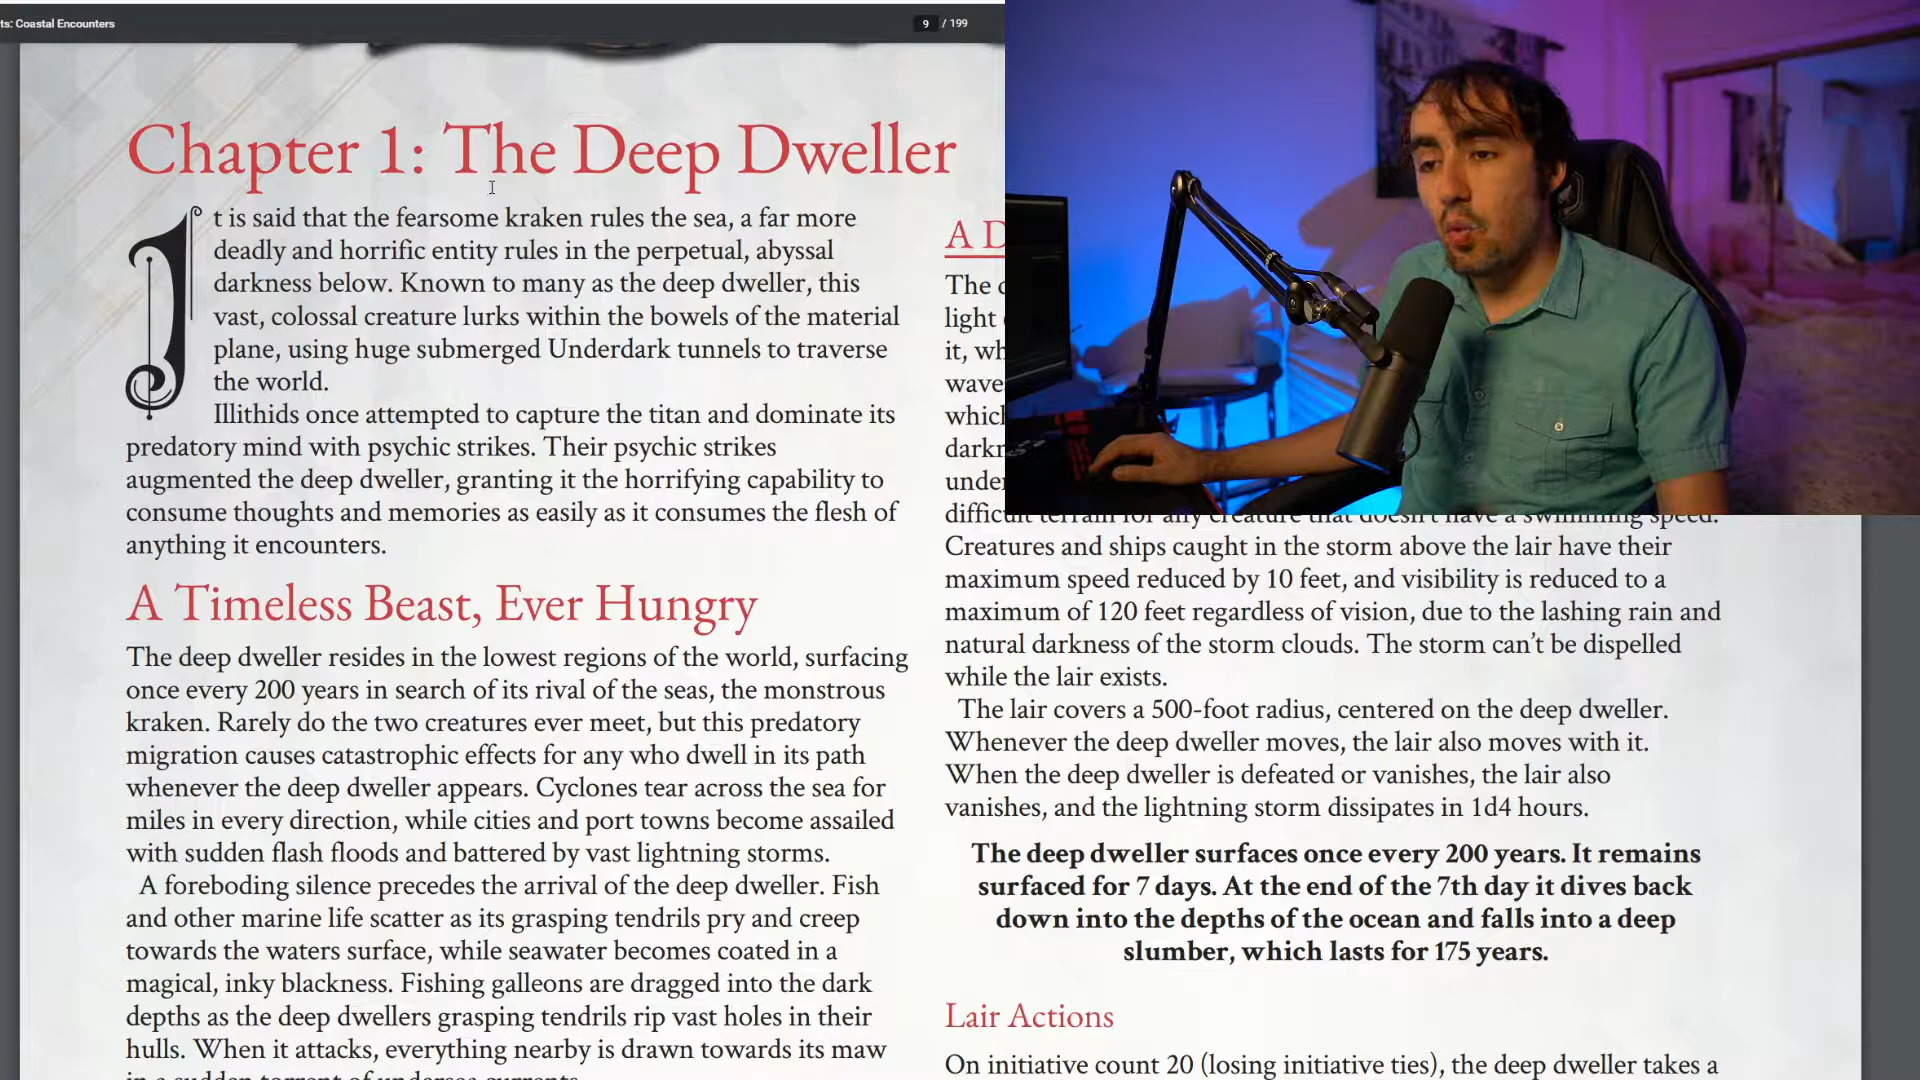 ts: Coastal Encounters
9 / 199
Chapter 1: The Deep Dweller
It is said that the fearsome kraken rules the sea, a far more
deadly and horrific entity rules in the perpetual, abyssal
darkness below. Known to many as the deep dweller, this
vast, colossal creature lurks within the bowels of the material
plane, using huge submerged Underdark tunnels to traverse
the world.
Illithids once attempted to capture the titan and dominate its
predatory mind with psychic strikes. Their psychic strikes
augmented the deep dweller, granting it the horrifying capability to
consume thoughts and memories as easily as it consumes the flesh of
anything it encounters.
A Timeless Beast, Ever Hungry
The deep dweller resides in the lowest regions of the world, surfacing
once every 200 years in search of its rival of the seas, the monstrous
kraken. Rarely do the two creatures ever meet, but this predatory
migration causes catastrophic effects for any who dwell in its path
whenever the deep dweller appears. Cyclones tear across the sea for
miles in every direction, while cities and port towns become assailed
with sudden flash floods and battered by vast lightning storms.
A foreboding silence precedes the arrival of the deep dweller. Fish
and other marine life scatter as its grasping tendrils pry and creep
towards the waters surface, while seawater becomes coated in a
magical, inky blackness. Fishing galleons are dragged into the dark
depths as the deep dwellers grasping tendrils rip vast holes in their
hulls. When it attacks, everything nearby is drawn towards its maw
in a sudden torrent of undersea currents.
A D
The
light
it, wh
wave
which
darkn
under
difficult terrain for any creature that doesn't have a swimming speed.
Creatures and ships caught in the storm above the lair have their
maximum speed reduced by 10 feet, and visibility is reduced to a
maximum of 120 feet regardless of vision, due to the lashing rain and
natural darkness of the storm clouds. The storm can't be dispelled
while the lair exists.
The lair covers a 500-foot radius, centered on the deep dweller.
Whenever the deep dweller moves, the lair also moves with it.
When the deep dweller is defeated or vanishes, the lair also
vanishes, and the lightning storm dissipates in 1d4 hours.
The deep dweller surfaces once every 200 years. It remains
surfaced for 7 days. At the end of the 7th day it dives back
down into the depths of the ocean and falls into a deep
slumber, which lasts for 175 years.
Lair Actions
On initiative count 20 (losing initiative ties), the deep dweller takes a